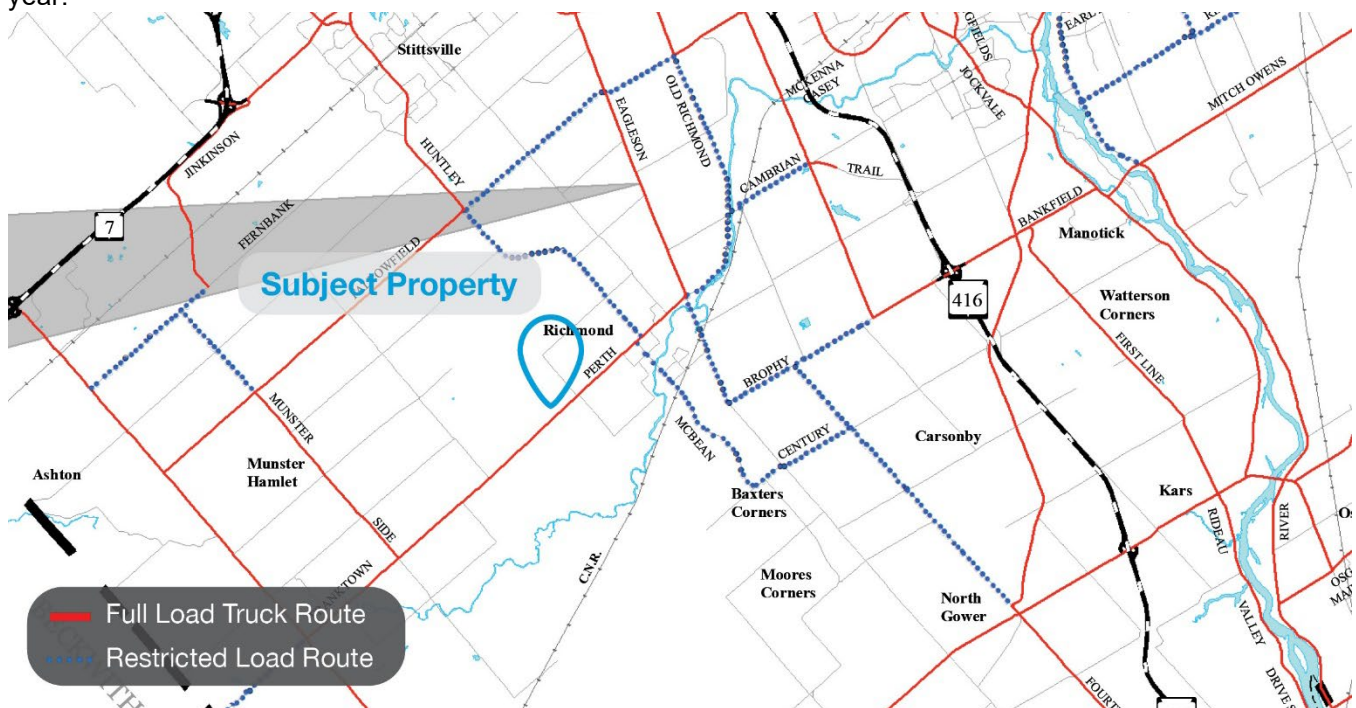 year.
Stittsville
JINKINSON
HUNTLEY
EAGLESON
OLD RICHMOND
MCKENNA
CASEY
JOCKVALE
MITCH OWENS
CAMBRIAN
TRAIL
7
FERNBANK
BANKFIELD
Manotick
Subject Property
416
Watterson
Corners
Richmond
PERTH
FIRST LINE
BROPHY
MUNSTER
MCBEAN
CENTURY
Carsonby
Ashton
Munster
Hamlet
Baxters
Corners
Kars
SIDE
RIDEAU
RIVER
C.N.R.
Moores
Corners
North
Gower
VALLEY
Full Load Truck Route
Restricted Load Route